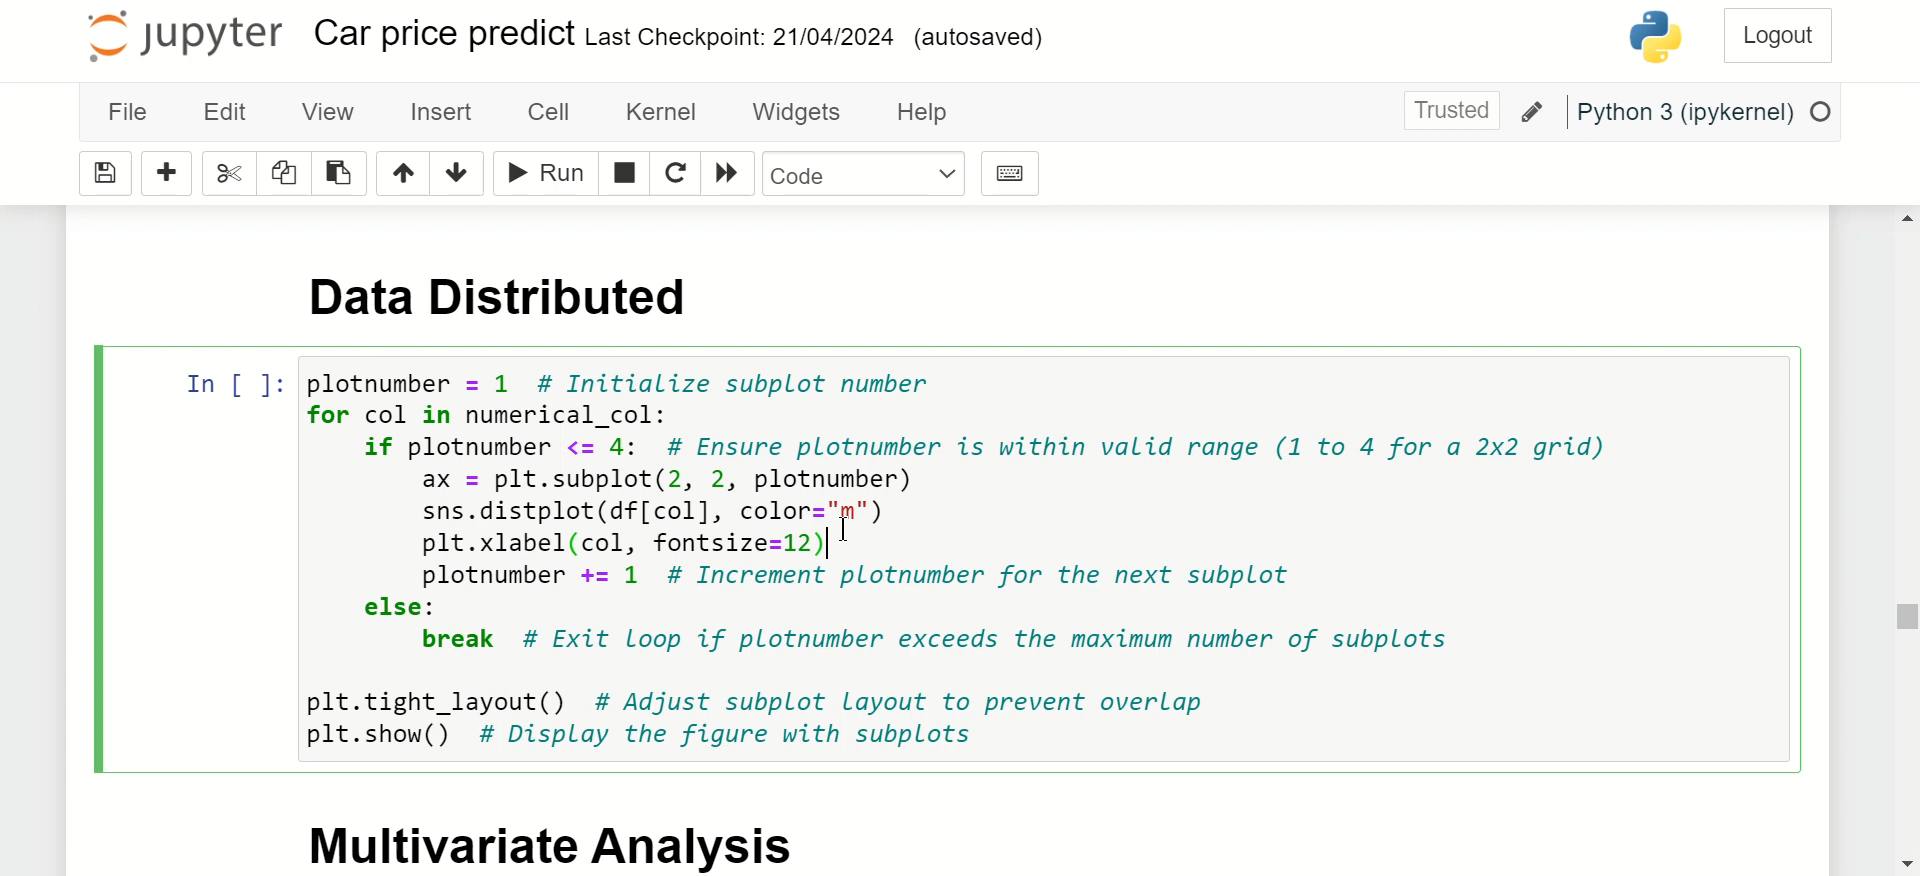 jupyter Car price predict Last Checkpoint: 21/04/2024 (autosaved) Logout
File Edit View Insert Cell Kernel Widgets Help Trusted Python 3 (ipykernel)
Run Code
Data Distributed
In [ ]: plotnumber = 1  # Initialize subplot number
for col in numerical_col:
    if plotnumber <= 4:  # Ensure plotnumber is within valid range (1 to 4 for a 2x2 grid)
        ax = plt.subplot(2, 2, plotnumber)
        sns.distplot(df[col], color="m")
        plt.xlabel(col, fontsize=12)
        plotnumber += 1  # Increment plotnumber for the next subplot
    else:
        break  # Exit loop if plotnumber exceeds the maximum number of subplots
plt.tight_layout()  # Adjust subplot layout to prevent overlap
plt.show()  # Display the figure with subplots
Multivariate Analysis